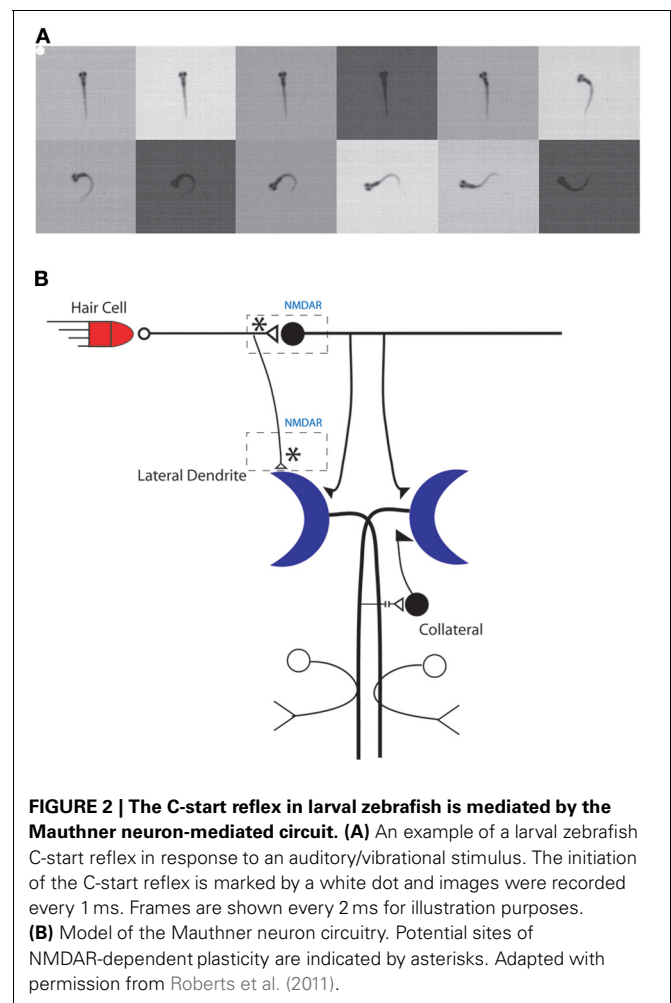 A
B
Hair Cell
NMDAR
NMDAR
Lateral Dendrite
Collateral
FIGURE 2 | The C-start reflex in larval zebrafish is mediated by the
Mauthner neuron-mediated circuit. (A) An example of a larval zebrafish
C-start reflex in response to an auditory/vibrational stimulus. The initiation
of the C-start reflex is marked by a white dot and images were recorded
every 1 ms. Frames are shown every 2 ms for illustration purposes.
(B) Model of the Mauthner neuron circuitry. Potential sites of
NMDAR-dependent plasticity are indicated by asterisks. Adapted with
permission from Roberts et al. (2011).